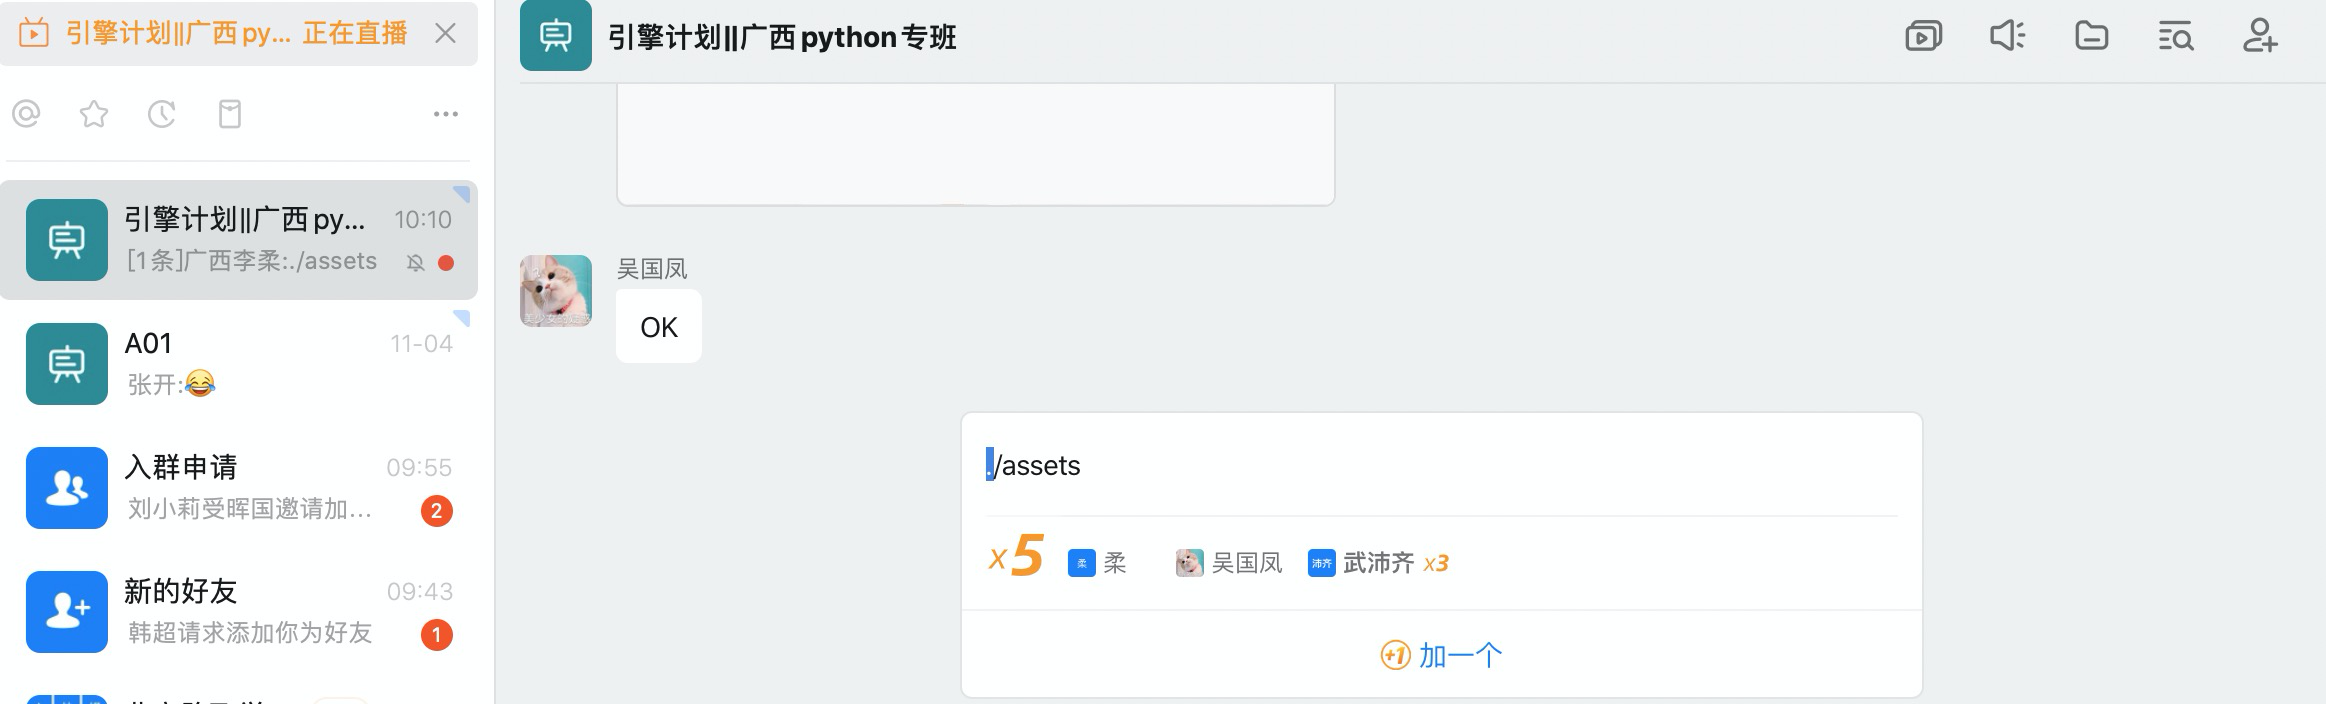 引擎计划||广西py... 正在直播
引擎计划||广西py... 10:10
[1条]广西李柔:./assets
A01 11-04
张开:😂
入群申请 09:55
刘小莉受晖国邀请加... 2
新的好友 09:43
韩超请求添加你为好友 1
引擎计划||广西python专班
吴国凤
OK
./assets
x5 柔 柔 吴国凤 沛齐 武沛齐 x3
+1 加一个